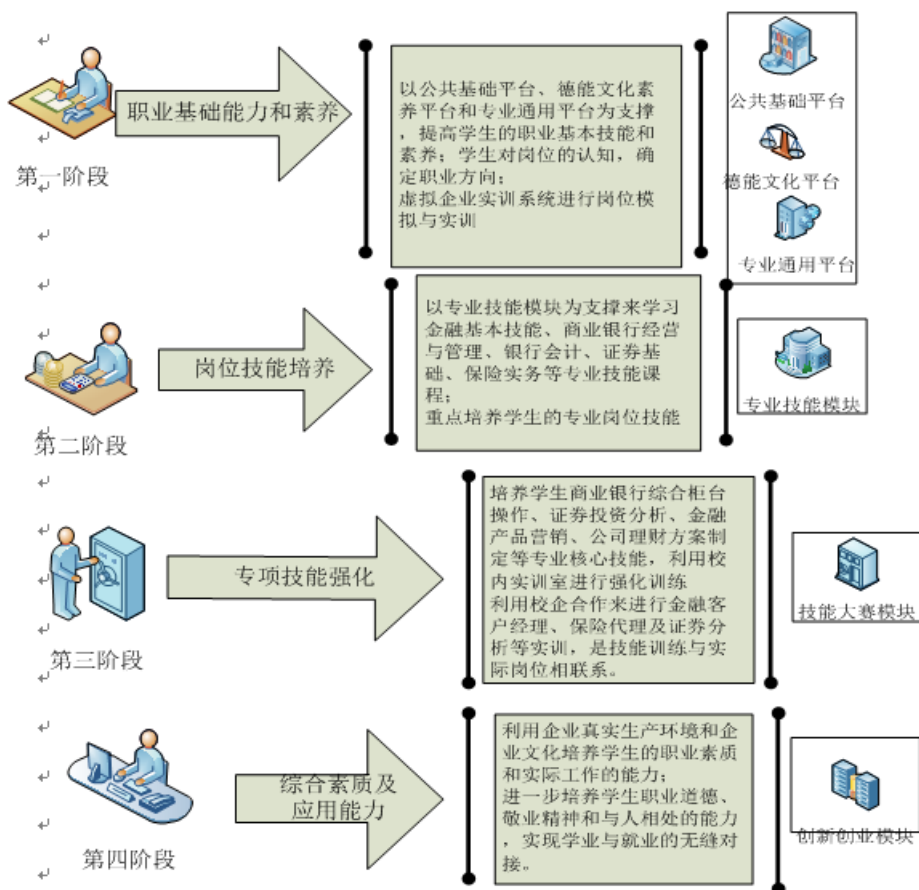 职业基础能力和素养
第一阶段
以公共基础平台、德能文化素
养平台和专业通用平台为支撑
，提高学生的职业基本技能和
素养；学生对岗位的认知，确
定职业方向；
虚拟企业实训系统进行岗位模
拟与实训
公共基础平台
德能文化平台
专业通用平台
岗位技能培养
第二阶段
以专业技能模块为支撑来学习
金融基本技能、商业银行经营
与管理、银行会计、证券基
础、保险实务等专业技能课
程；
重点培养学生的专业岗位技能
专业技能模块
专项技能强化
第三阶段
培养学生商业银行综合柜台
操作、证券投资分析、金融
产品营销、公司理财方案制
定等专业核心技能，利用校
内实训室进行强化训练
利用校企合作来进行金融客
户经理、保险代理及证券分
析等实训，是技能训练与实
际岗位相联系。
技能大赛模块
综合素质及
应用能力
第四阶段
利用企业真实生产环境和企
业文化培养学生的职业素质
和实际工作的能力；
进一步培养学生职业道德、
敬业精神和与人相处的能力
，实现学业与就业的无缝对
接。
创新创业模块